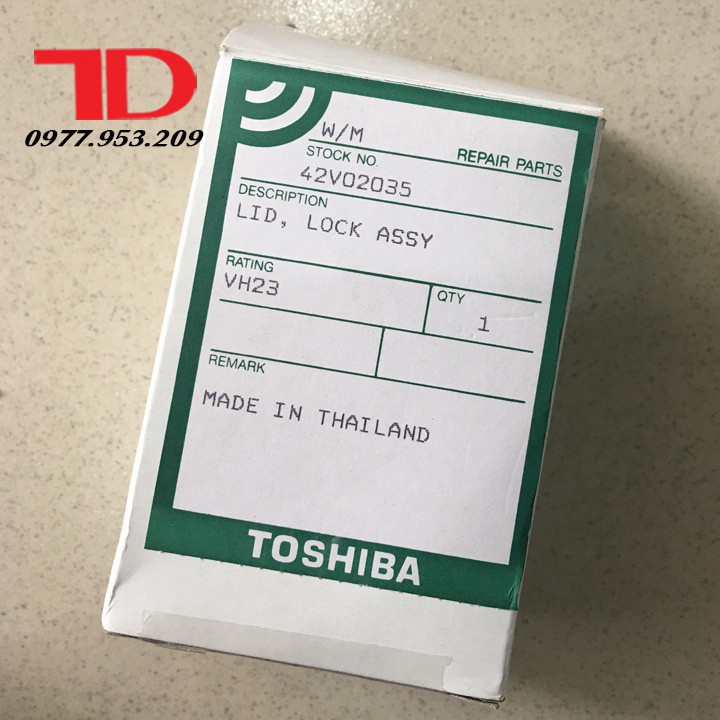 TD
0977.953.209
W/M
REPAIR PARTS
STOCK NO.
42V02035
DESCRIPTION
LID, LOCK ASSY
RATING
VH23
QTY
1
REMARK
MADE IN THAILAND
TOSHIBA